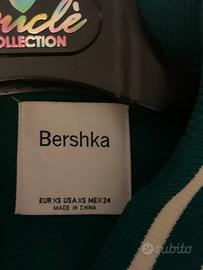 uclè
COLLECTION
Bershka
EUR XS USA XS MEX 24
MADE IN CHINA
subito